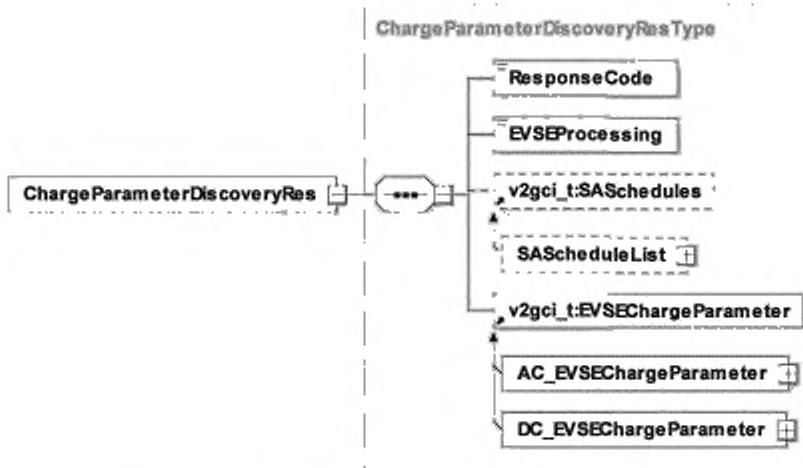 ChargeParameterDiscoveryResType
ResponseCode
EVSEProcessing
ChargeParameterDiscoveryRes
v2gci_t:SASchedules
SAScheduleList
v2gci_t:EVSEChargeParameter
AC_EVSEChargeParameter
DC_EVSEChargeParameter